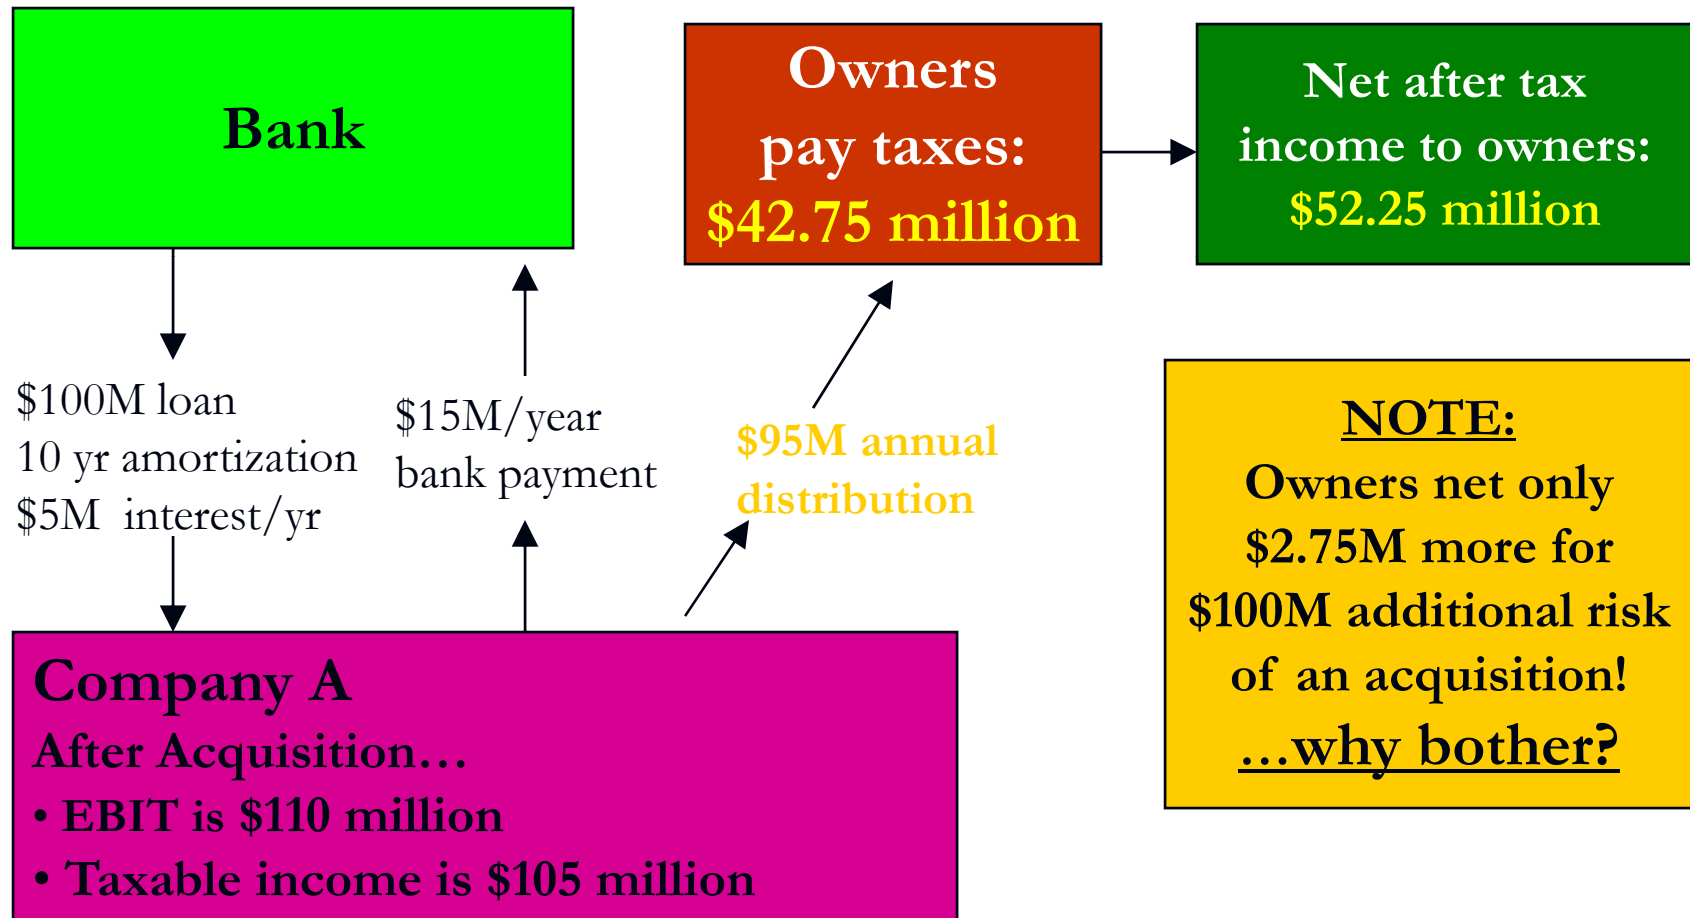 Bank
Owners
pay taxes:
$42.75 million
Net after tax
income to owners:
$52.25 million
$100M loan
10 yr amortization
$5M interest/yr
$15M/year
bank payment
$95M annual
distribution
NOTE:
Owners net only
$2.75M more for
$100M additional risk
of an acquisition!
...why bother?
Company A
After Acquisition…
• EBIT is $110 million
• Taxable income is $105 million